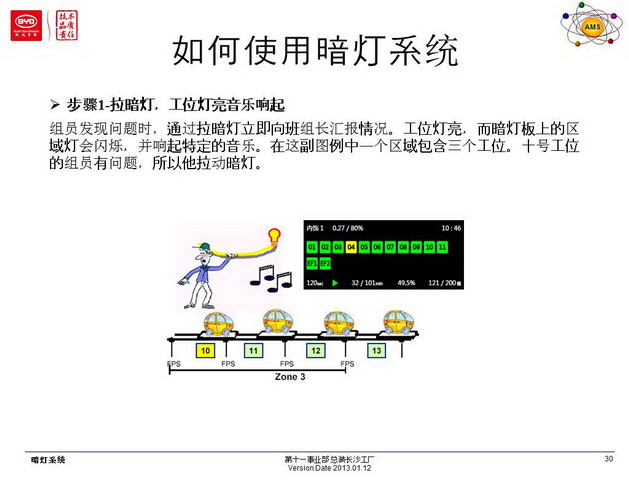 BYD
技术
品质
责任
AMS
如何使用暗灯系统
步骤1-拉暗灯，工位灯亮音乐响起
组员发现问题时，通过拉暗灯立即向班组长汇报情况。工位灯亮，而暗灯板上的区
域灯会闪烁，并响起特定的音乐。在这副图例中一个区域包含三个工位。十号工位
的组员有问题，所以他拉动暗灯。
内饰 1 0.27 / 80% 10 : 46
01 02 03 04 05 06 07 08 09 10 11
EF1 EF2
120sec 32 / 101min 49.5% 121 / 200辆
10 11 12 13
FPS FPS FPS FPS
Zone 3
暗灯系统
第十一事业部总装长沙工厂
Version Date 2013.01.12
30